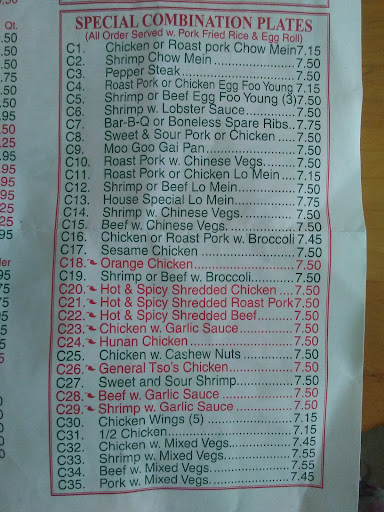 SPECIAL COMBINATION PLATES
(All Order Served w. Pork Fried Rice & Egg Roll)
C1. Chicken or Roast pork Chow Mein 7.15
C2. Shrimp Chow Mein 7.50
C3. Pepper Steak 7.50
C4. Roast Pork or Chicken Egg Foo Young 7.15
C5. Shrimp or Beef Egg Foo Young (3) 7.50
C6. Shrimp w. Lobster Sauce 7.50
C7. Bar-B-Q or Boneless Spare Ribs.. 7.75
C8. Sweet & Sour Pork or Chicken 7.50
C9. Moo Goo Gai Pan 7.50
C10. Roast Pork w. Chinese Vegs. 7.50
C11. Roast Pork or Chicken Lo Mein 7.15
C12. Shrimp or Beef Lo Mein 7.50
C13. House Special Lo Mein 7.75
C14. Shrimp w. Chinese Vegs. 7.50
C15. Beef w. Chinese Vegs. 7.50
C16. Chicken or Roast Pork w. Broccoli 7.45
C17. Sesame Chicken 7.50
C18. Orange Chicken 7.50
C19. Shrimp or Beef w. Broccoli 7.50
C20. Hot & Spicy Shredded Chicken 7.50
C21. Hot & Spicy Shredded Roast Pork 7.50
C22. Hot & Spicy Shredded Beef 7.50
C23. Chicken w. Garlic Sauce 7.50
C24. Hunan Chicken 7.50
C25. Chicken w. Cashew Nuts 7.50
C26. General Tso's Chicken 7.50
C27. Sweet and Sour Shrimp 7.50
C28. Beef w. Garlic Sauce 7.50
C29. Shrimp w. Garlic Sauce 7.50
C30. Chicken Wings (5) 7.15
C31. 1/2 Chicken 7.15
C32. Chicken w. Mixed Vegs. 7.45
C33. Shrimp w. Mixed Vegs. 7.55
C34. Beef w. Mixed Vegs. 7.55
C35. Pork w. Mixed Vegs. 7.45